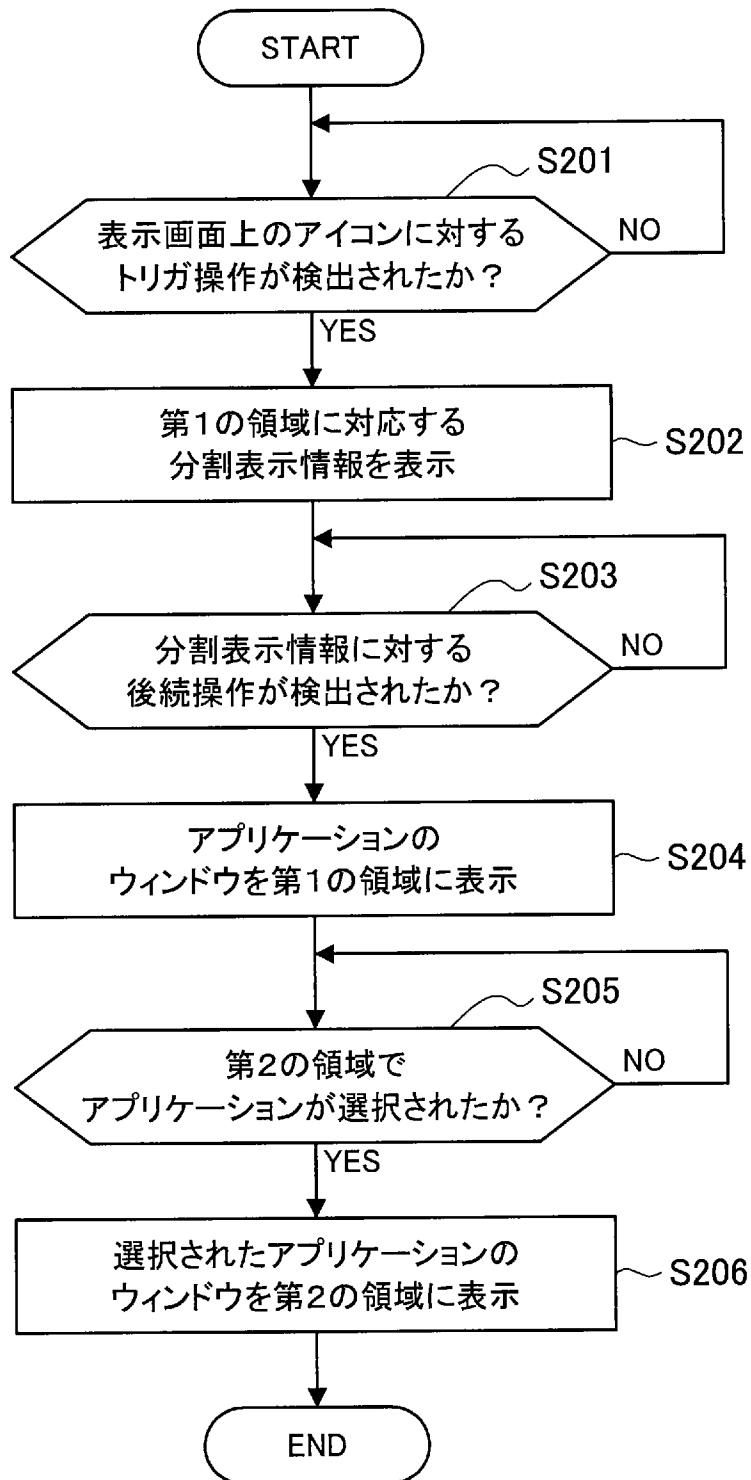 START
S201
表示画面上のアイコンに対する
トリガ操作が検出されたか？
NO
YES
第１の領域に対応する
分割表示情報を表示
S202
S203
分割表示情報に対する
後続操作が検出されたか？
NO
YES
アプリケーションの
ウィンドウを第１の領域に表示
S204
S205
第２の領域で
アプリケーションが選択されたか？
NO
YES
選択されたアプリケーションの
ウィンドウを第２の領域に表示
S206
END